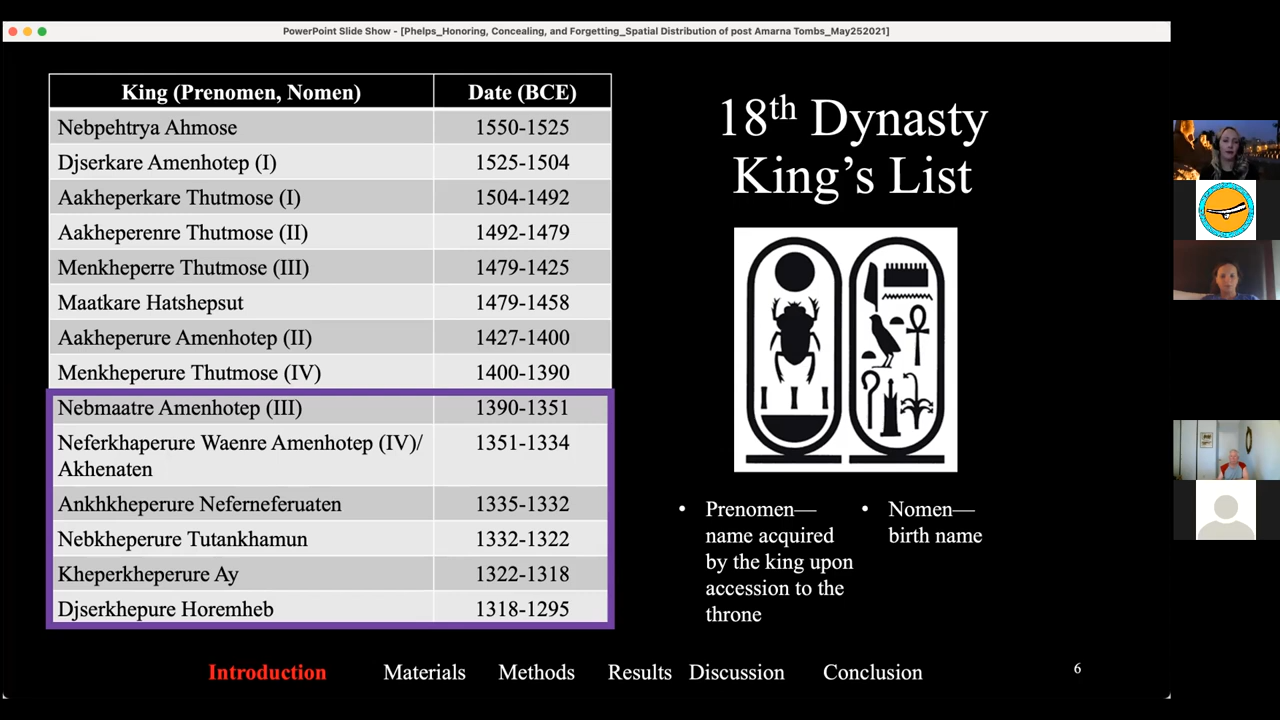 PowerPoint Slide Show - [Phelps_Honoring, Concealing, and Forgetting_Spatial Distribution of post Amarna Tombs_May252021]
King (Prenomen, Nomen) Date (BCE)
Nebpehtrya Ahmose 1550-1525
Djserkare Amenhotep (I) 1525-1504
Aakheperkare Thutmose (I) 1504-1492
Aakheperenre Thutmose (II) 1492-1479
Menkheperre Thutmose (III) 1479-1425
Maatkare Hatshepsut 1479-1458
Aakheperure Amenhotep (II) 1427-1400
Menkheperure Thutmose (IV) 1400-1390
Nebmaatre Amenhotep (III) 1390-1351
Neferkhaperure Waenre Amenhotep (IV)/ 1351-1334
Akhenaten
Ankhkheperure Neferneferuaten 1335-1332
Nebkheperure Tutankhamun 1332-1322
Kheperkheperure Ay 1322-1318
Djserkhepure Horemheb 1318-1295
18th Dynasty
King's List
• Prenomen—
name acquired
by the king upon
accession to the
throne
• Nomen—
birth name
Introduction Materials Methods Results Discussion Conclusion 6